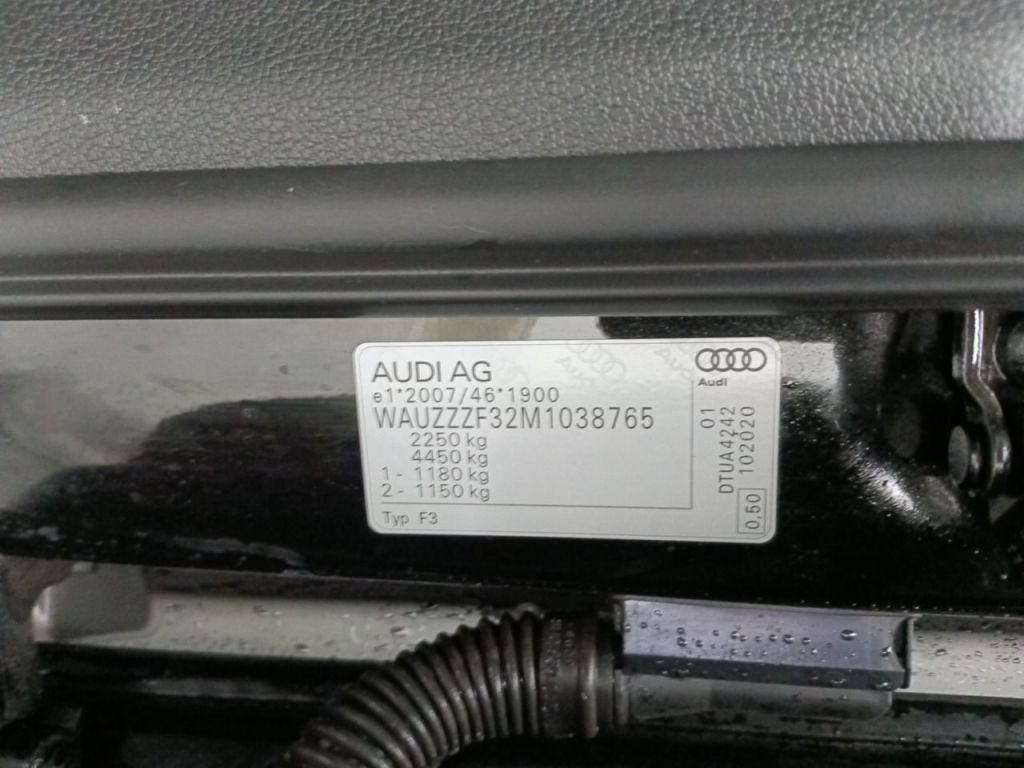 AUDI AG
e1*2007/46*1900
WAUZZZF32M1038765
2250 kg
4450 kg
1 - 1180 kg
2 - 1150 kg
Typ F3
Audi
01
DTUA4242
102020
0,50